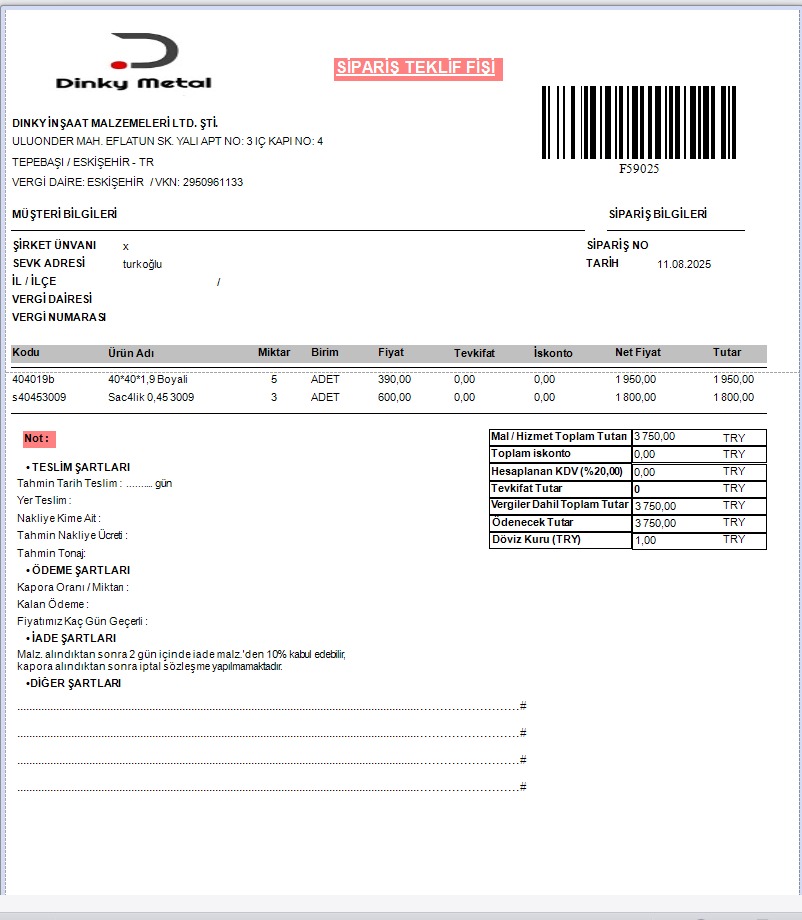 Dinky Metal
SİPARİŞ TEKLİF FİŞİ
F59025
DINKY İNŞAAT MALZEMELERİ LTD. ŞTİ.
ULUONDER MAH. EFLATUN SK. YALI APT NO: 3 IÇ KAPI NO: 4
TEPEBAŞI / ESKİŞEHİR - TR
VERGİ DAİRE: ESKİŞEHİR / VKN: 2950961133
MÜŞTERİ BİLGİLERİ SİPARİŞ BİLGİLERİ
ŞİRKET ÜNVANI x SİPARİŞ NO
SEVK ADRESİ turkoğlu TARİH 11.08.2025
İL / İLÇE /
VERGİ DAİRESİ
VERGİ NUMARASI
Kodu Ürün Adı Miktar Birim Fiyat Tevkifat İskonto Net Fiyat Tutar
404019b 40*40*1,9 Boyali 5 ADET 390,00 0,00 0,00 1 950,00 1 950,00
s40453009 Sac4lik 0,45 3009 3 ADET 600,00 0,00 0,00 1 800,00 1 800,00
Mal / Hizmet Toplam Tutarı 3 750,00 TRY
Toplam iskonto 0,00 TRY
Hesaplanan KDV (%20,00) 0,00 TRY
Tevkifat Tutar 0 TRY
Vergiler Dahil Toplam Tutar 3 750,00 TRY
Ödenecek Tutar 3 750,00 TRY
Döviz Kuru (TRY) 1,00 TRY
Not :
• TESLİM ŞARTLARI
Tahmin Tarih Teslim : .......... gün
Yer Teslim :
Nakliye Kime Ait :
Tahmin Nakliye Ücreti :
Tahmin Tonaj:
• ÖDEME ŞARTLARI
Kapora Oranı / Miktarı :
Kalan Ödeme :
Fiyatımız Kaç Gün Geçerli :
• İADE ŞARTLARI
Malz. alındıktan sonra 2 gün içinde iade malz.'den 10% kabul edebilir,
kapora alındıktan sonra iptal sözleşme yapılmamaktadır.
•DİĞER ŞARTLARI
....................................................................................................#
....................................................................................................#
....................................................................................................#
....................................................................................................#